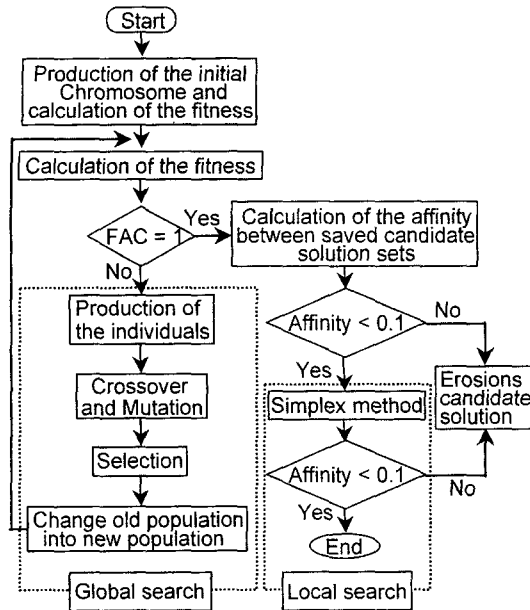 Start
Production of the initial
Chromosome and
calculation of the fitness
Calculation of the fitness
FAC = 1
Yes
No
Calculation of the affinity
between saved candidate
solution sets
Production of
the individuals
Affinity < 0.1
No
Yes
Crossover
and Mutation
Simplex method
Erosions
candidate
solution
Selection
Affinity < 0.1
No
Yes
Change old population
into new population
End
Global search
Local search